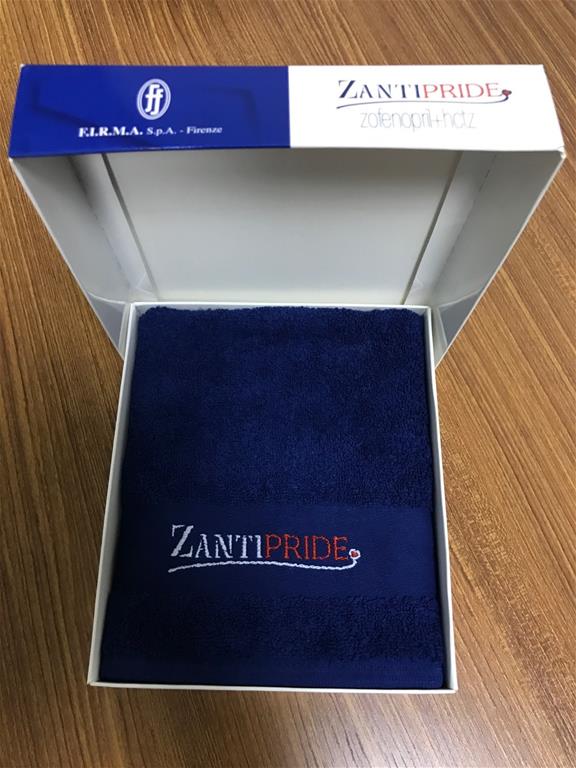 ff
F.I.R.M.A. S.p.A. - Firenze
ZANTIPRIDE
zofenopril+hctz
ZANTIPRIDE